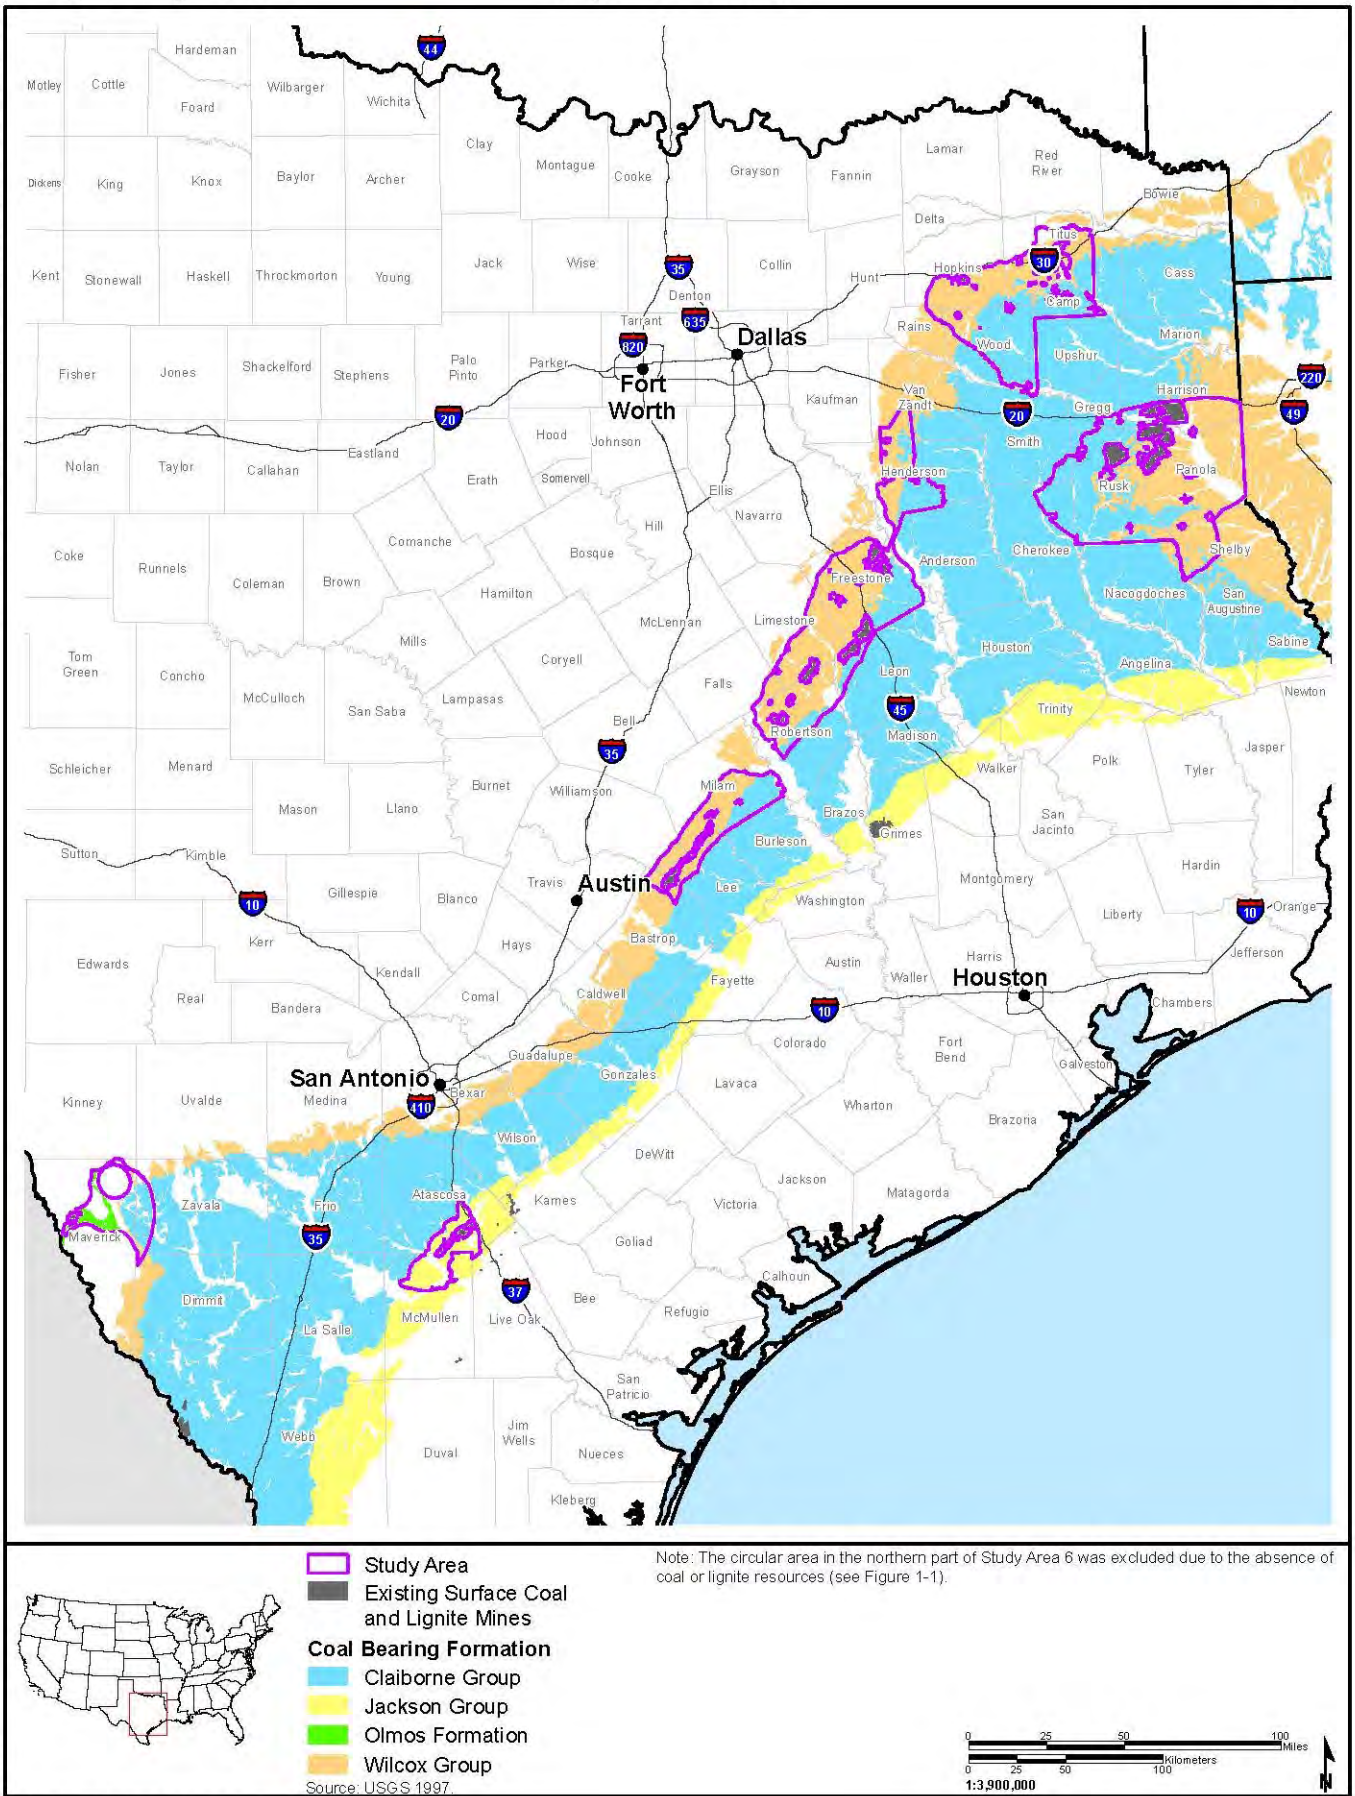 44
Hardeman
Motley
Cottle
Wilbarger
Foard
Wichita
Clay
Lamar
Red
River
Montague
Cooke
Grayson
Fannin
Dickens
King
Knox
Baylor
Archer
Bowie
Delta
Titus
Kent
Stonewall
Haskell
Throckmorton
Young
Jack
Wise
35
Collin
Hunt
Hopkins
30
Cass
Denton
Camp
Tarrant
635
Rains
Marion
820
Dallas
Wood
Upshur
Fisher
Jones
Shackelford
Stephens
Palo
Pinto
Parker
Fort
Worth
Kaufman
Van
Zandt
Harrison
220
20
20
Gregg
49
Hood
Johnson
Smith
Nolan
Taylor
Callahan
Eastland
Erath
Somervell
Ellis
Henderson
Rusk
Panola
Navarro
Hill
Coke
Runnels
Coleman
Brown
Comanche
Bosque
Anderson
Cherokee
Shelby
Hamilton
Freestone
Nacogdoches
San
Augustine
Mills
McLennan
Limestone
Tom
Green
Concho
Coryell
Houston
Sabine
Leon
Angelina
McCulloch
San Saba
Lampasas
Falls
Newton
Bell
45
Trinity
Robertson
Madison
35
Jasper
Schleicher
Menard
Walker
Polk
Tyler
Mason
Llano
Burnet
Williamson
Milam
Brazos
San
Jacinto
Grimes
Burleson
Sutton
Kimble
Hardin
Gillespie
Blanco
Travis
Austin
Lee
Montgomery
10
Washington
Liberty
10
Orange
Kerr
Hays
Bastrop
Edwards
Kendall
Austin
Harris
Jefferson
Real
Bandera
Comal
Caldwell
Fayette
Waller
Houston
Chambers
10
Colorado
Fort
Bend
Guadalupe
Galveston
San Antonio
Gonzales
Kinney
Uvalde
Medina
Bexar
Lavaca
410
Wharton
Brazoria
Wilson
DeWitt
Jackson
Matagorda
Zavala
Frio
Atascosa
Karnes
Victoria
Maverick
35
Goliad
Calhoun
Dimmit
37
Bee
La Salle
McMullen
Live Oak
Refugio
San
Patricio
Webb
Duval
Jim
Wells
Nueces
Kleberg
Study Area
Existing Surface Coal
and Lignite Mines
Coal Bearing Formation
Claiborne Group
Jackson Group
Olmos Formation
Wilcox Group
Source: USGS 1997.
Note: The circular area in the northern part of Study Area 6 was excluded due to the absence of
coal or lignite resources (see Figure 1-1).
0 25 50 100
Miles
Kilometers
0 25 50 100
1:3,900,000
N